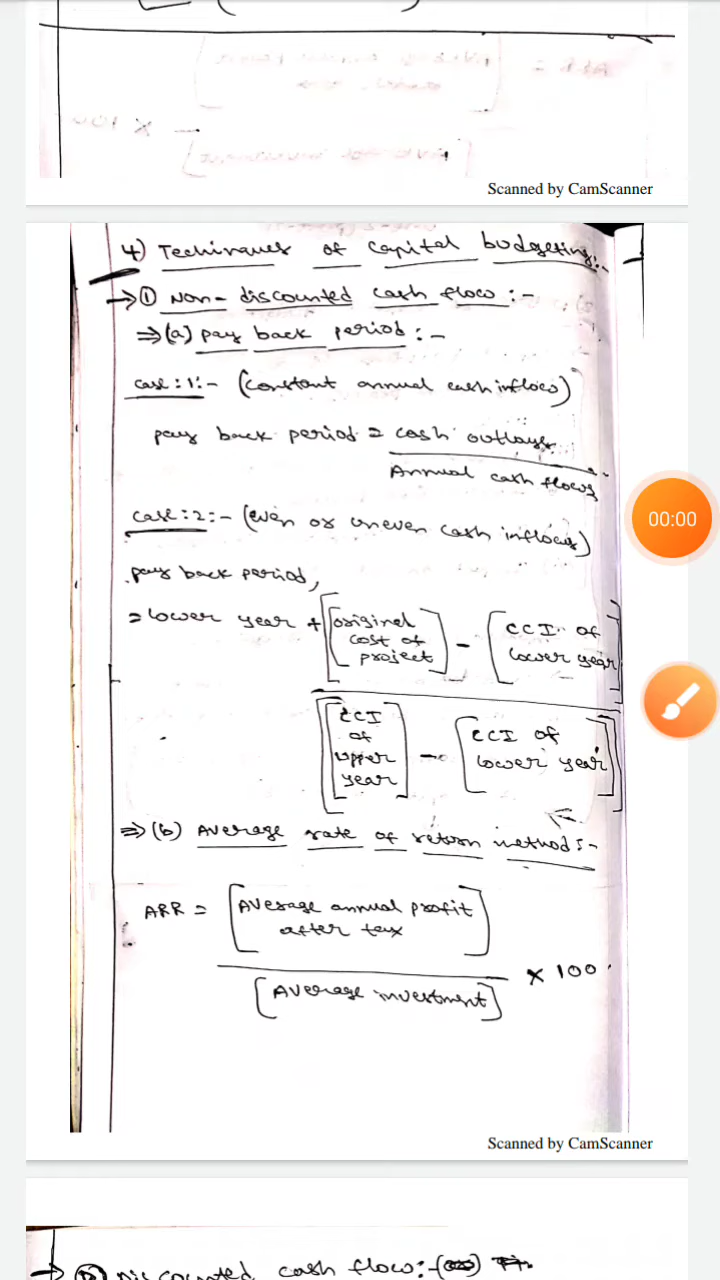 Scanned by CamScanner
4) Techinques of capital budgeting:-
→① Non-discounted cash flow :-
⇒(a) pay back period :-
case:1:- (constant annual cash inflows)
pay back period = cash outlays
Annual cash flows
case:2:- (even or uneven cash inflows)
pay back period,
= lower year + [[original cost of project] - [CCI of lower year]]
[[CCI of upper year] - [CCI of lower year]]
⇒(b) Average rate of return method:-
ARR = [Average annual profit after tax]
[Average investment] × 100
Scanned by CamScanner
Discounted cash flow:-
00:00